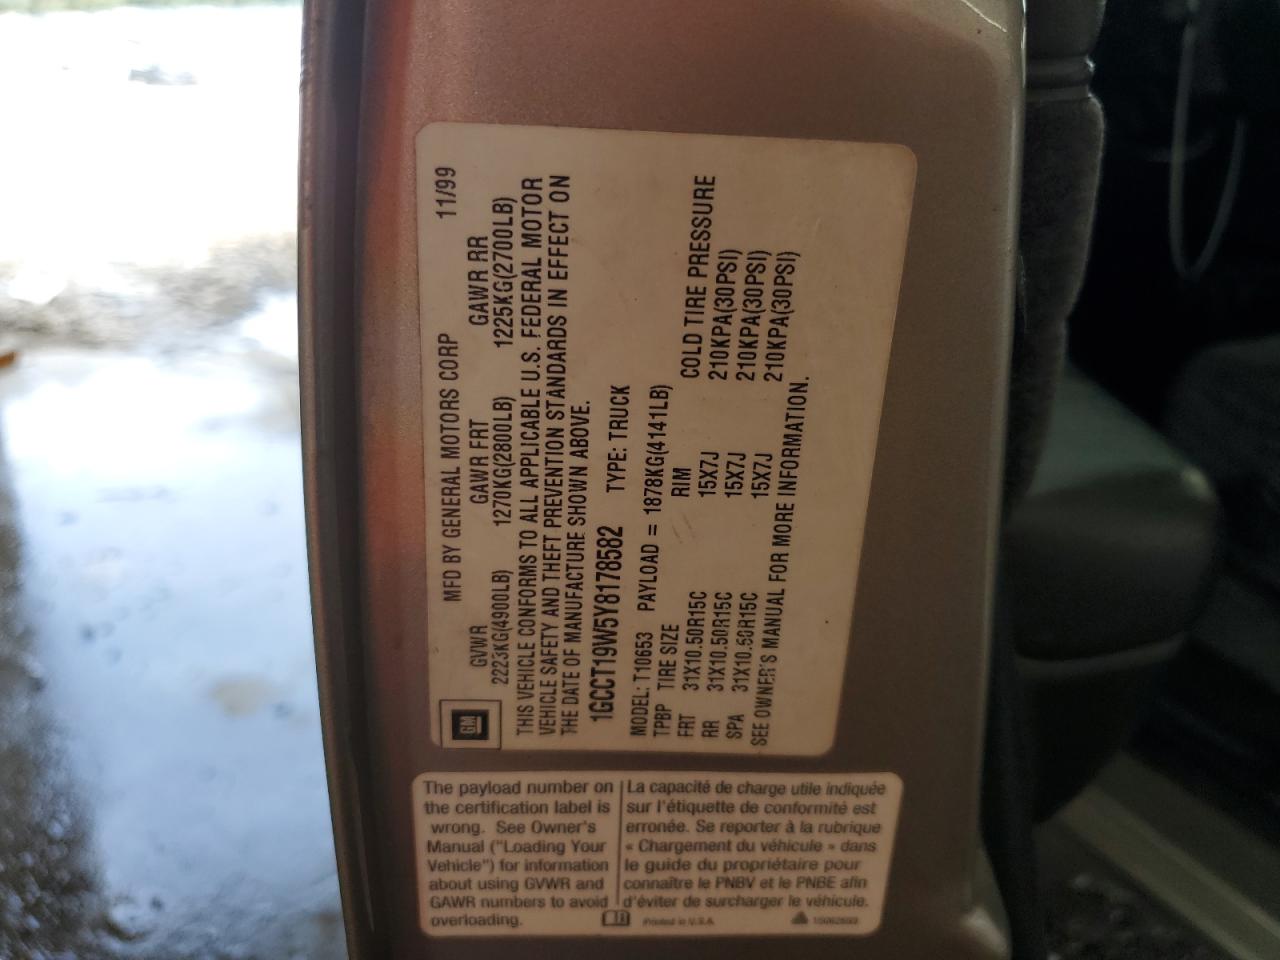 MFD BY GENERAL MOTORS CORP 11/99
GVWR GAWR FRT GAWR RR
2223KG(4900LB) 1270KG(2800LB) 1225KG(2700LB)
THIS VEHICLE CONFORMS TO ALL APPLICABLE U.S. FEDERAL MOTOR
VEHICLE SAFETY AND THEFT PREVENTION STANDARDS IN EFFECT ON
THE DATE OF MANUFACTURE SHOWN ABOVE.
1GCCT19W5Y8178582 TYPE: TRUCK
MODEL: T10653 PAYLOAD = 1878KG(4141LB)
TPBP TIRE SIZE RIM COLD TIRE PRESSURE
FRT 31X10.50R15C 15X7J 210KPA(30PSI)
RR 31X10.50R15C 15X7J 210KPA(30PSI)
SPA 31X10.50R15C 15X7J 210KPA(30PSI)
SEE OWNER'S MANUAL FOR MORE INFORMATION.
GM
The payload number on
the certification label is
wrong. See Owner's
Manual ("Loading Your
Vehicle") for information
about using GVWR and
GAWR numbers to avoid
overloading.
La capacité de charge utile indiquée
sur l'étiquette de conformité est
erronée. Se reporter à la rubrique
« Chargement du véhicule » dans
le guide du propriétaire pour
connaître le PNBV et le PNBE afin
d'éviter de surcharger le véhicule.
Printed in U.S.A.